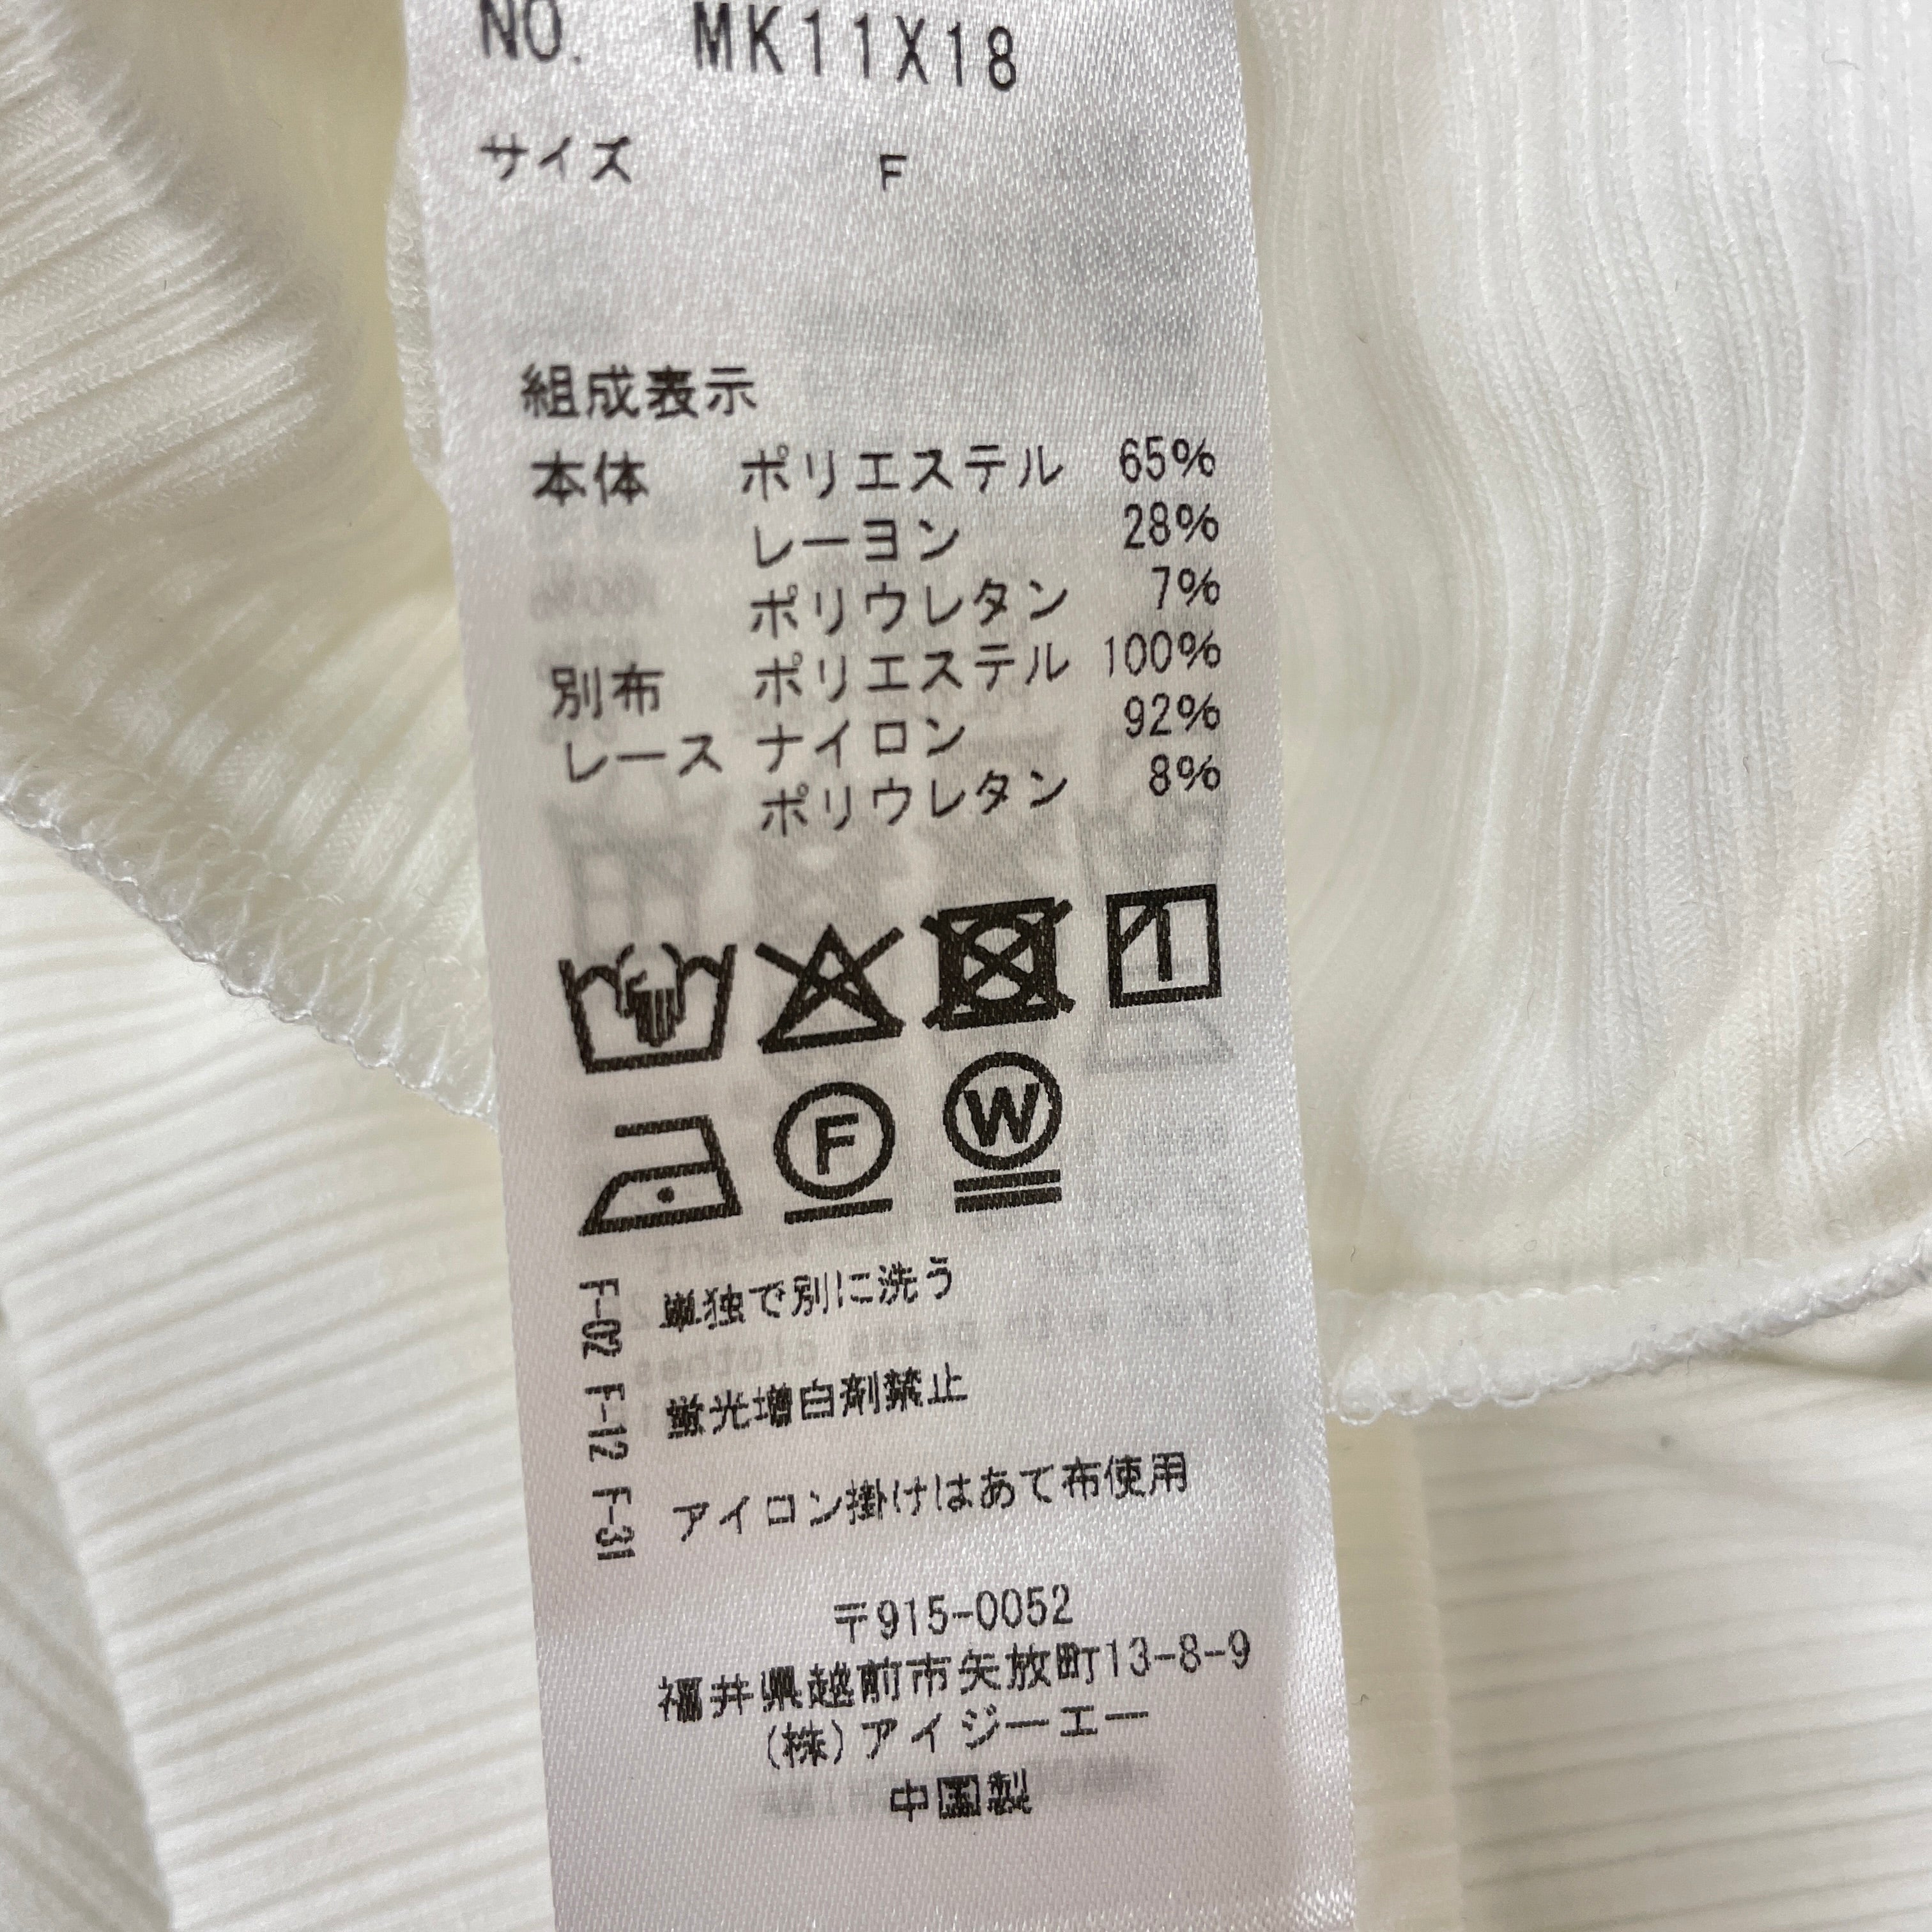 NO. MK11X18
サイズ F
組成表示
本体 ポリエステル 65%
レーヨン 28%
ポリウレタン 7%
別布 ポリエステル 100%
レース ナイロン 92%
ポリウレタン 8%
F
W
F-02 F-12 F-31
単独で別に洗う
蛍光増白剤禁止
アイロン掛けはあて布使用
〒915-0052
福井県越前市矢放町13-8-9
(株)アイジーエー
中国製